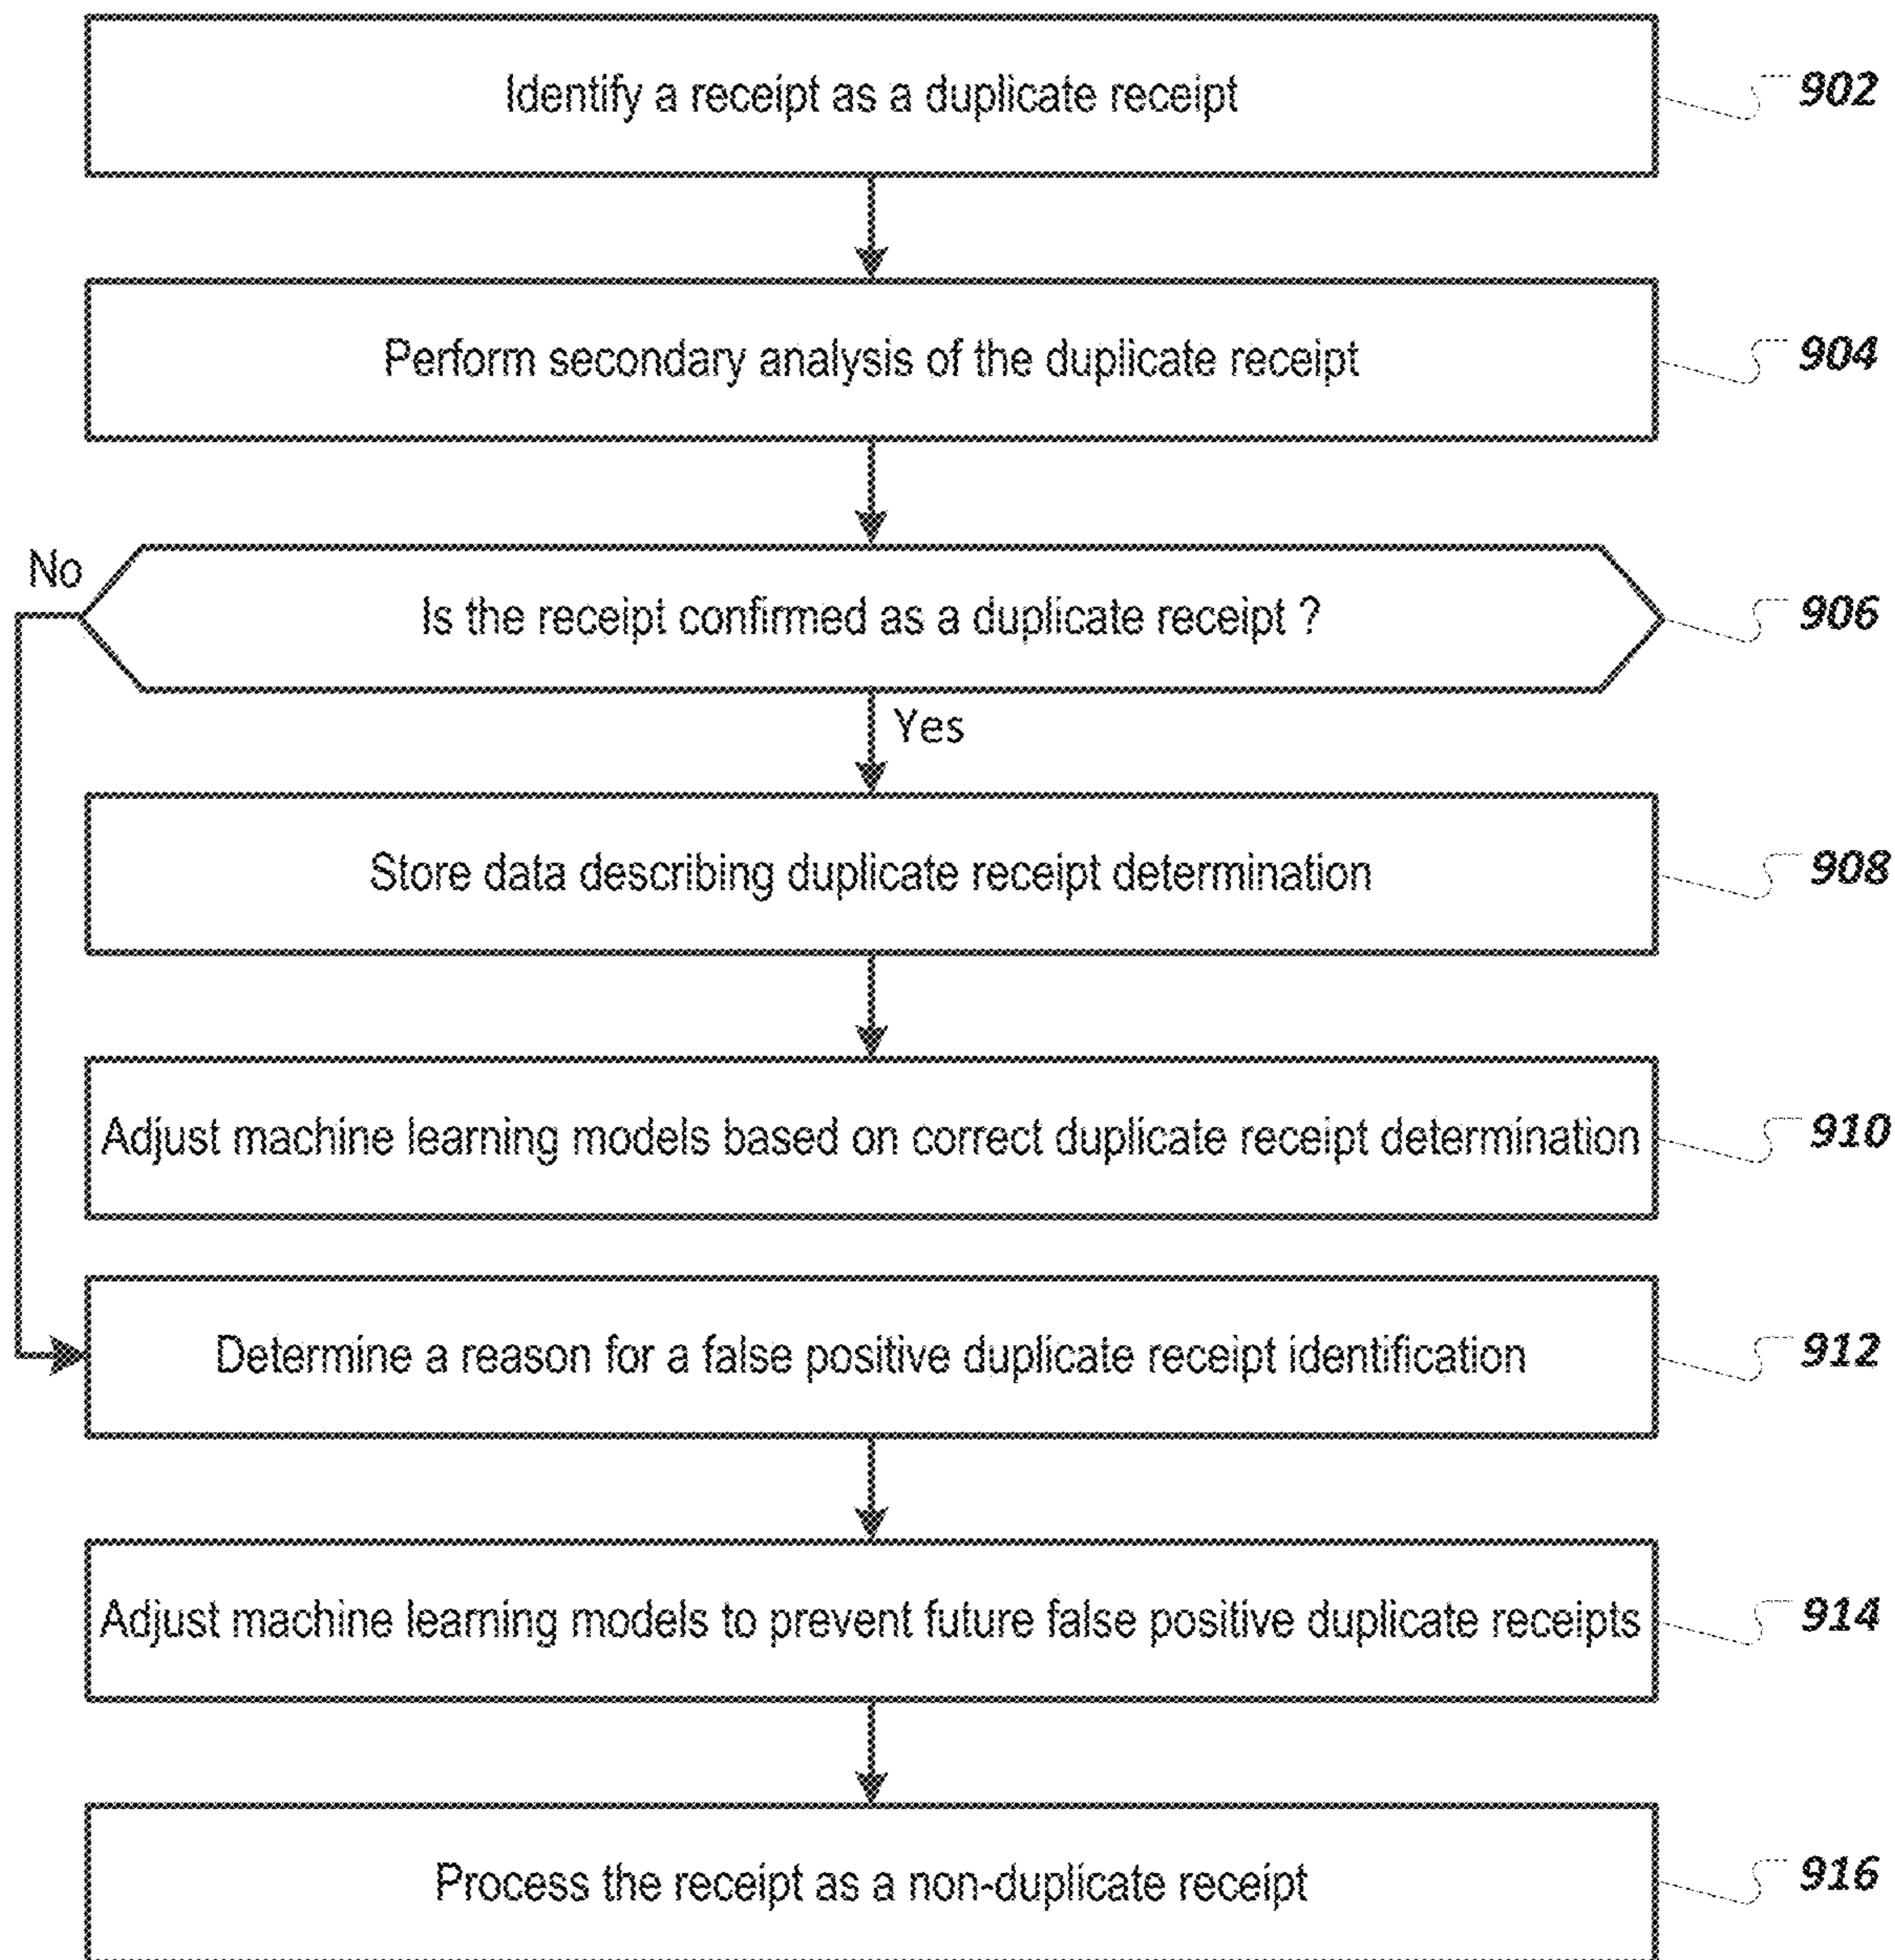 Identify a receipt as a duplicate receipt
902
Perform secondary analysis of the duplicate receipt
904
No
Is the receipt confirmed as a duplicate receipt ?
906
Yes
Store data describing duplicate receipt determination
908
Adjust machine learning models based on correct duplicate receipt determination
910
Determine a reason for a false positive duplicate receipt identification
912
Adjust machine learning models to prevent future false positive duplicate receipts
914
Process the receipt as a non-duplicate receipt
916